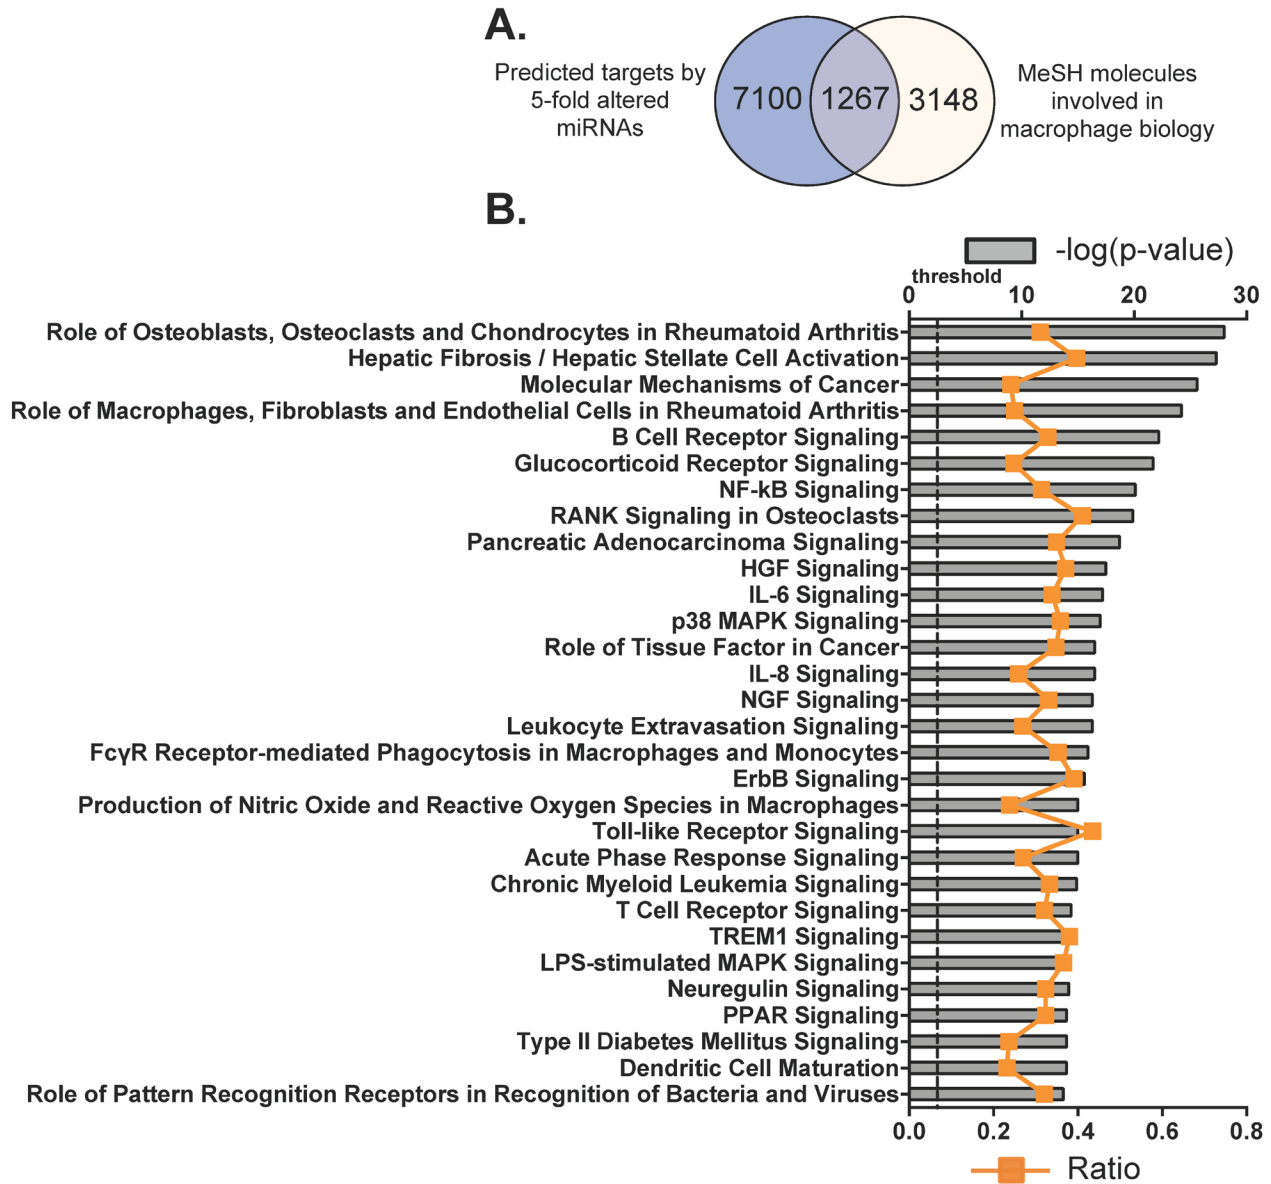 A.
Predicted targets by
5-fold altered
miRNAs
7100 1267 3148
MeSH molecules
involved in
macrophage biology
B.
-log(p-value)
threshold
0 10 20 30
Role of Osteoblasts, Osteoclasts and Chondrocytes in Rheumatoid Arthritis
Hepatic Fibrosis / Hepatic Stellate Cell Activation
Molecular Mechanisms of Cancer
Role of Macrophages, Fibroblasts and Endothelial Cells in Rheumatoid Arthritis
B Cell Receptor Signaling
Glucocorticoid Receptor Signaling
NF-kB Signaling
RANK Signaling in Osteoclasts
Pancreatic Adenocarcinoma Signaling
HGF Signaling
IL-6 Signaling
p38 MAPK Signaling
Role of Tissue Factor in Cancer
IL-8 Signaling
NGF Signaling
Leukocyte Extravasation Signaling
FcγR Receptor-mediated Phagocytosis in Macrophages and Monocytes
ErbB Signaling
Production of Nitric Oxide and Reactive Oxygen Species in Macrophages
Toll-like Receptor Signaling
Acute Phase Response Signaling
Chronic Myeloid Leukemia Signaling
T Cell Receptor Signaling
TREM1 Signaling
LPS-stimulated MAPK Signaling
Neuregulin Signaling
PPAR Signaling
Type II Diabetes Mellitus Signaling
Dendritic Cell Maturation
Role of Pattern Recognition Receptors in Recognition of Bacteria and Viruses
0.0 0.2 0.4 0.6 0.8
Ratio